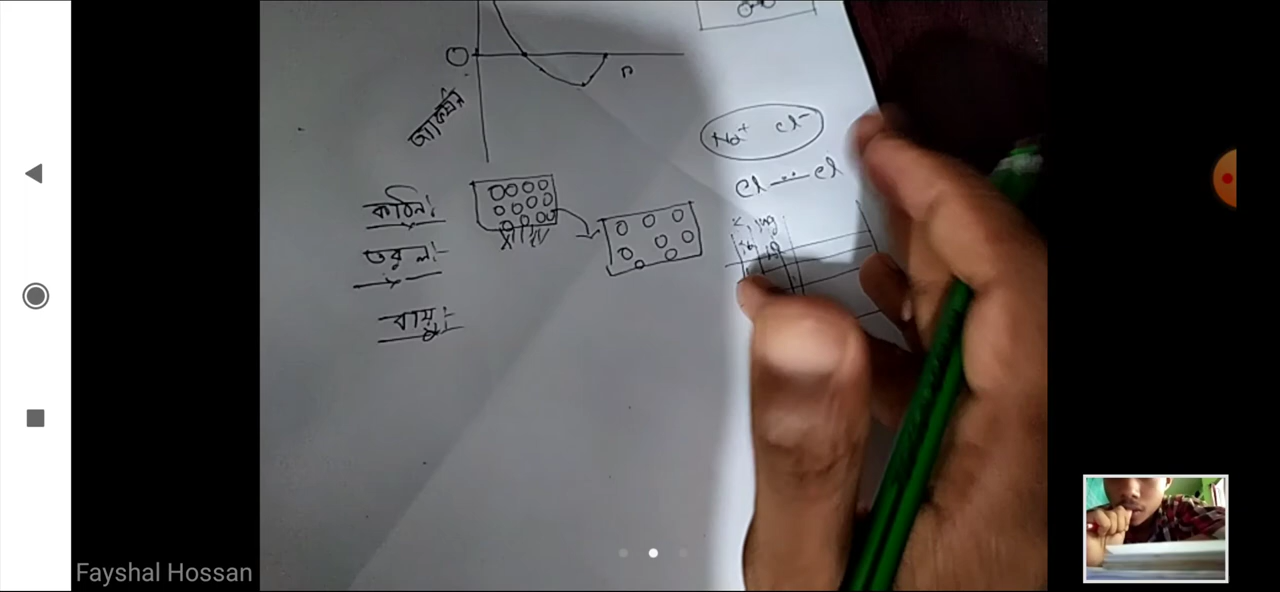 O
r
আকর্ষণ
Na⁺ Cl⁻
Cl — Cl
কঠিন:
তরল:-
বায়ু:-
Fayshal Hossan